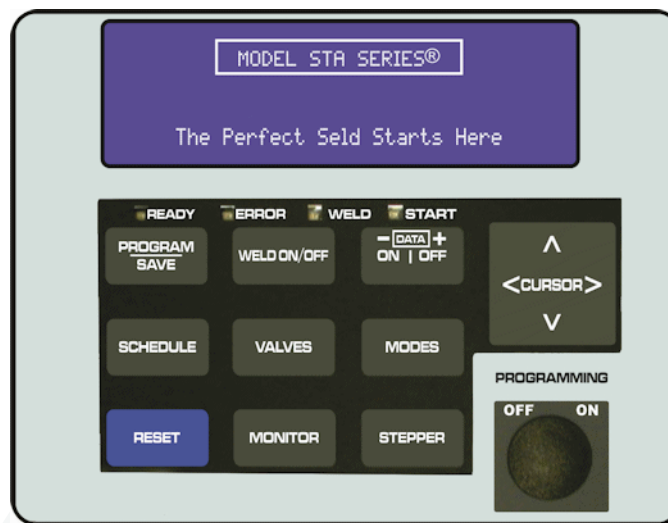 MODEL STA SERIES®
The Perfect Seld Starts Here
READY ERROR WELD START
PROGRAM
SAVE
WELD ON/OFF
- DATA +
ON | OFF
^
<CURSOR>
v
SCHEDULE
VALVES
MODES
PROGRAMMING
OFF ON
RESET
MONITOR
STEPPER